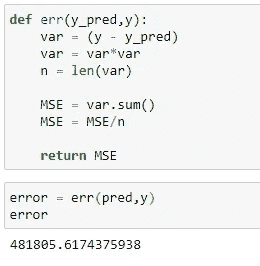 def err(y_pred,y):
    var = (y - y_pred)
    var = var*var
    n = len(var)
    MSE = var.sum()
    MSE = MSE/n
    return MSE
error = err(pred,y)
error
481805.6174375938